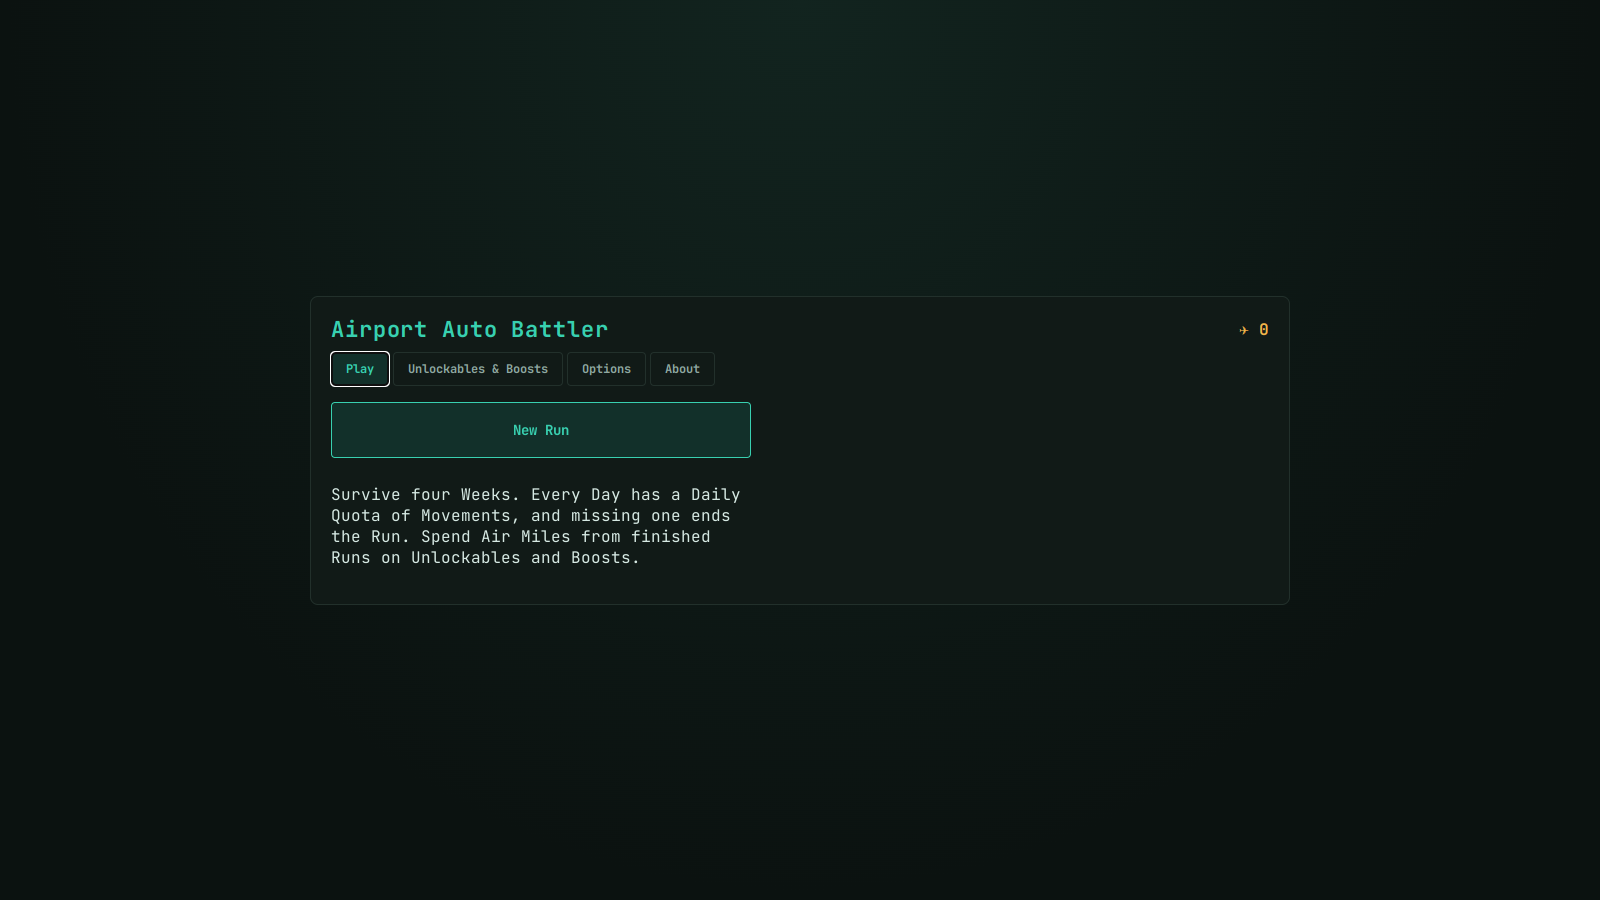 Airport Auto Battler
✈ 0
Play
Unlockables & Boosts
Options
About
New Run
Survive four Weeks. Every Day has a Daily
Quota of Movements, and missing one ends
the Run. Spend Air Miles from finished
Runs on Unlockables and Boosts.